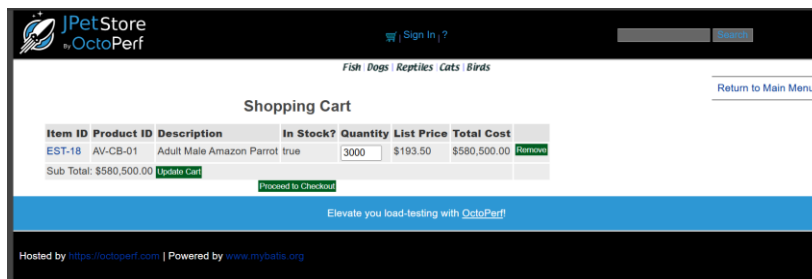 JPetStore
By OctoPerf
| Sign In | ?
Search
Fish | Dogs | Reptiles | Cats | Birds
Return to Main Menu
Shopping Cart
Item ID Product ID Description In Stock? Quantity List Price Total Cost
EST-18 AV-CB-01 Adult Male Amazon Parrot true 3000 $193.50 $580,500.00 Remove
Sub Total: $580,500.00 Update Cart
Proceed to Checkout
Elevate you load-testing with OctoPerf!
Hosted by https://octoperf.com | Powered by www.mybatis.org